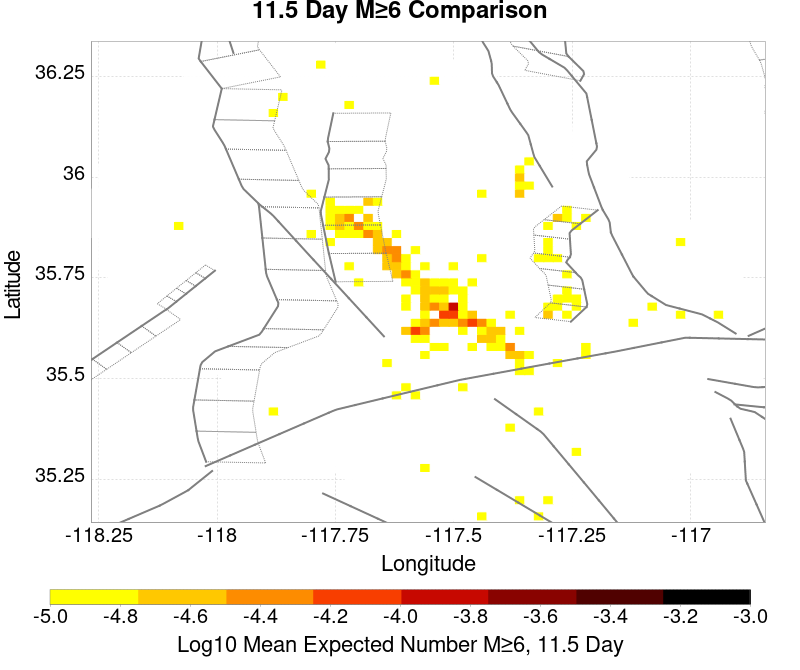 11.5 Day M≥6 Comparison
36.25
36
35.75
35.5
35.25
Latitude
-118.25 -118 -117.75 -117.5 -117.25 -117
Longitude
-5.0 -4.8 -4.6 -4.4 -4.2 -4.0 -3.8 -3.6 -3.4 -3.2 -3.0
Log10 Mean Expected Number M≥6, 11.5 Day